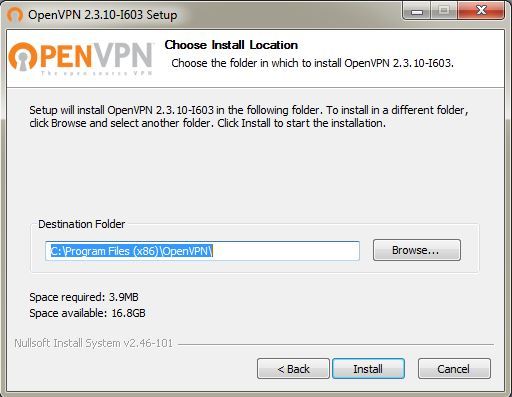 OpenVPN 2.3.10-I603 Setup
OPENVPN
The open source VPN
Choose Install Location
Choose the folder in which to install OpenVPN 2.3.10-I603.
Setup will install OpenVPN 2.3.10-I603 in the following folder. To install in a different folder,
click Browse and select another folder. Click Install to start the installation.
Destination Folder
C:\Program Files (x86)\OpenVPN\
Browse...
Space required: 3.9MB
Space available: 16.8GB
Nullsoft Install System v2.46-101
< Back
Install
Cancel